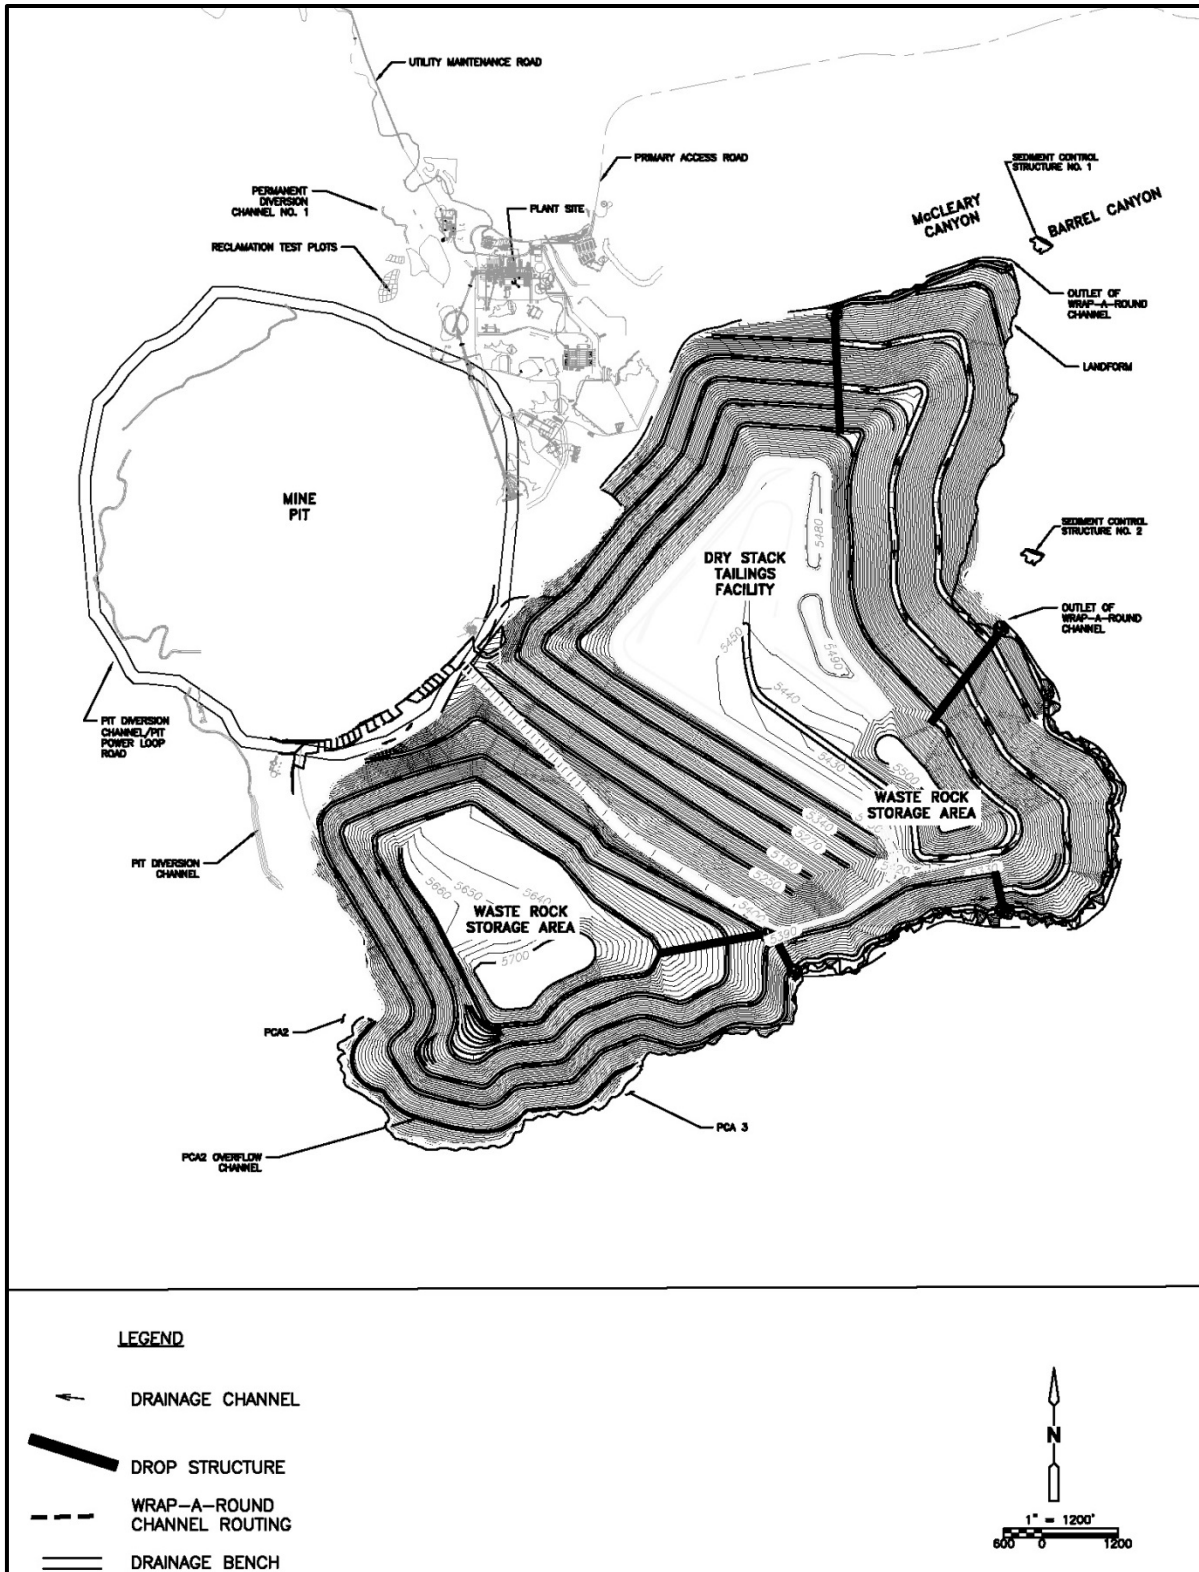 UTILITY MAINTENANCE ROAD
PRIMARY ACCESS ROAD
SEDIMENT CONTROL
STRUCTURE NO. 1
PERMANENT
DIVERSION
CHANNEL NO. 1
PLANT SITE
McCLEARY
CANYON
BARREL CANYON
RECLAMATION TEST PLOTS
OUTLET OF
WRAP-A-ROUND
CHANNEL
LANDFORM
MINE
PIT
5480
SEDIMENT CONTROL
STRUCTURE NO. 2
DRY STACK
TAILINGS
FACILITY
OUTLET OF
WRAP-A-ROUND
CHANNEL
5450
5490
5440
PIT DIVERSION
CHANNEL/PIT
POWER LOOP
ROAD
5430
5500
WASTE ROCK
STORAGE AREA
5340
5270
5150
5230
PIT DIVERSION
CHANNEL
5660
5650
5640
WASTE ROCK
STORAGE AREA
5400
5390
5700
PCA2
PCA 3
PCA2 OVERFLOW
CHANNEL
LEGEND
DRAINAGE CHANNEL
DROP STRUCTURE
WRAP-A-ROUND
CHANNEL ROUTING
DRAINAGE BENCH
N
1" = 1200'
600 0 1200